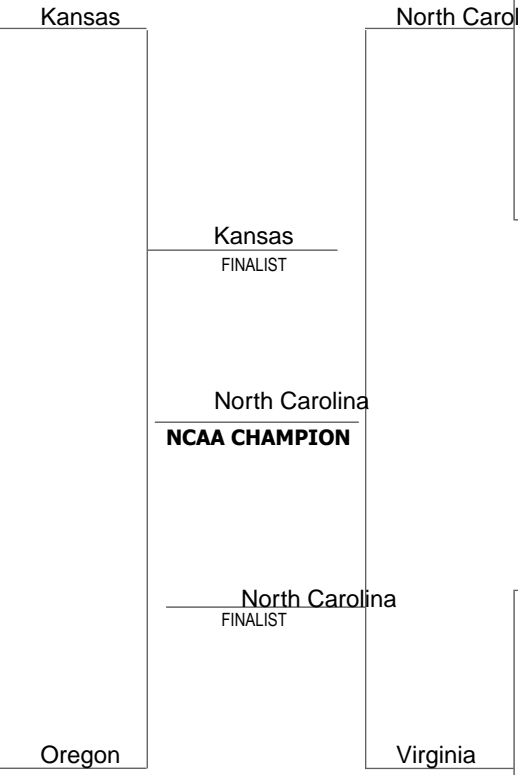 Kansas
North Carol
Kansas
FINALIST
North Carolina
NCAA CHAMPION
North Carolina
FINALIST
Oregon
Virginia